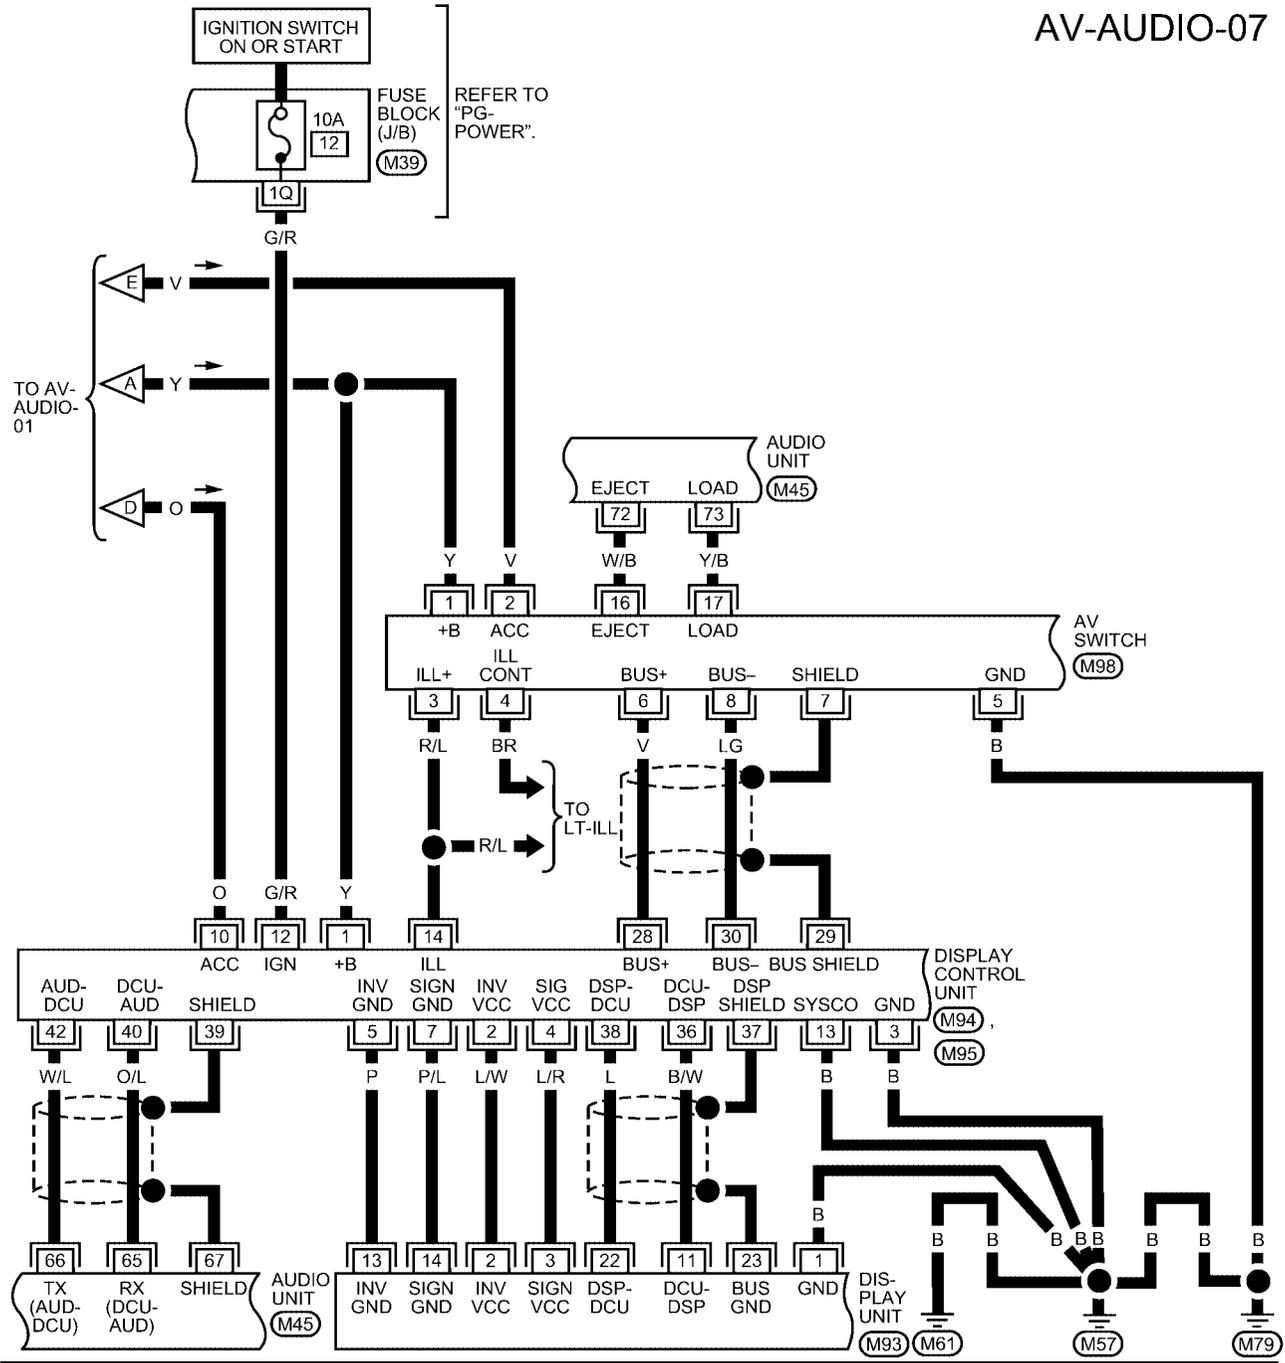 AV-AUDIO-07
IGNITION SWITCH
ON OR START
FUSE
BLOCK
(J/B)
M39
10A
12
REFER TO
"PG-
POWER".
1Q
G/R
E V
A Y
D O
TO AV-
AUDIO-
01
AUDIO
UNIT
M45
EJECT LOAD
72 73
W/B Y/B
Y V
1 2 16 17
+B ACC EJECT LOAD
AV
SWITCH
M98
ILL+ ILL
CONT BUS+ BUS– SHIELD GND
3 4 6 8 7 5
R/L BR V LG B
R/L
TO
LT-ILL
O G/R Y
10 12 1 14 28 30 29
ACC IGN +B ILL BUS+ BUS– BUS SHIELD
DISPLAY
CONTROL
UNIT
M94 ,
M95
AUD-
DCU DCU-
AUD SHIELD INV
GND SIGN
GND INV
VCC SIG
VCC DSP-
DCU DCU-
DSP DSP
SHIELD SYSCO GND
42 40 39 5 7 2 4 38 36 37 13 3
W/L O/L P P/L L/W L/R L B/W B B
B B B B B B B B
66 65 67 13 14 2 3 22 11 23 1
TX
(AUD-
DCU) RX
(DCU-
AUD) SHIELD
AUDIO
UNIT
M45
INV
GND SIGN
GND INV
VCC SIGN
VCC DSP-
DCU DCU-
DSP BUS
GND GND
DIS-
PLAY
UNIT
M93 M61 M57 M79